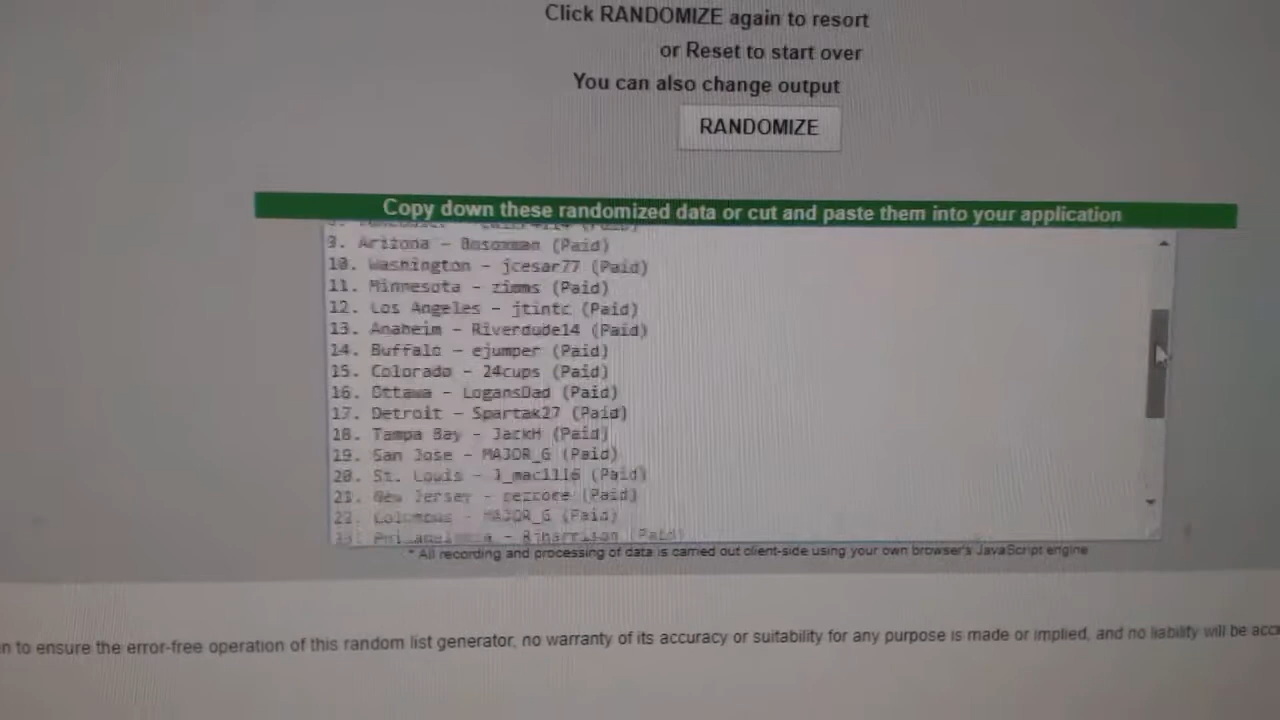 Click RANDOMIZE again to resort
or Reset to start over
You can also change output
RANDOMIZE
Copy down these randomized data or cut and paste them into your application
9. Arizona - Bosoxman (Paid)
10. Washington - jcesar77 (Paid)
11. Minnesota - zimms (Paid)
12. Los Angeles - jtintc (Paid)
13. Anaheim - Riverdude14 (Paid)
14. Buffalo - ejumper (Paid)
15. Colorado - 24cups (Paid)
16. Ottawa - LogansDad (Paid)
17. Detroit - Spartak27 (Paid)
18. Tampa Bay - JackH (Paid)
19. San Jose - MAJOR_G (Paid)
20. St. Louis - J_mac1116 (Paid)
21. New Jersey - (Paid)
22. Columbus - MAJOR_G (Paid)
23. Philadelphia - (Paid)
* All recording and processing of data is carried out client-side using your own browser's JavaScript engine
n to ensure the error-free operation of this random list generator, no warranty of its accuracy or suitability for any purpose is made or implied, and no liability will be acc